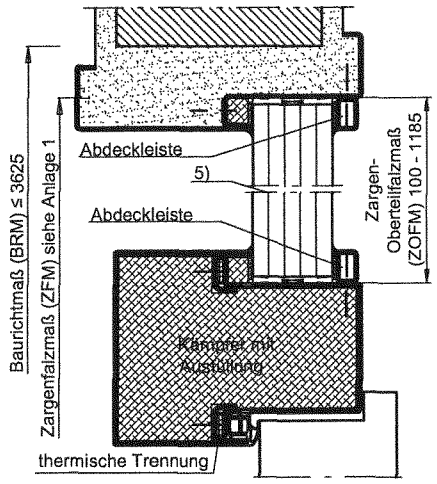 Baurichtmaß (BRM) ≤ 3625
Zargenfalzmaß (ZFM) siehe Anlage 1
Abdeckleiste
5)
Abdeckleiste
Zargen-
Oberteilfalzmaß
(ZOFM) 100 - 1185
Kämpfer mit
Ausfüllung
thermische Trennung